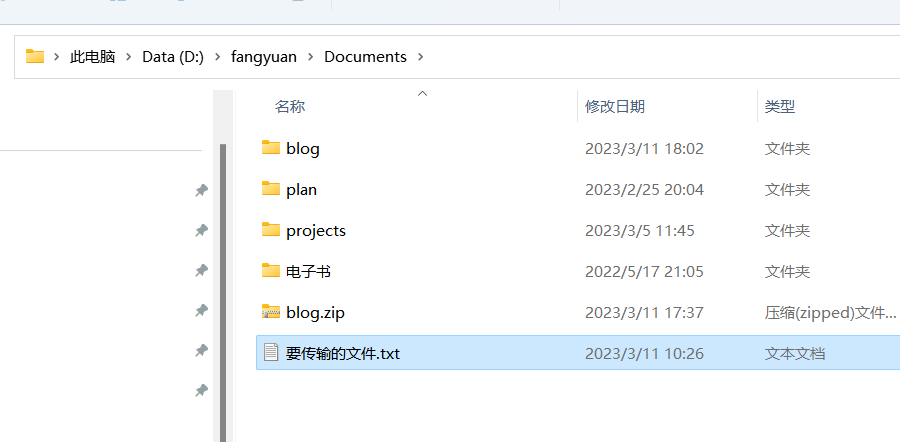 此电脑 > Data (D:) > fangyuan > Documents >
名称 修改日期 类型
blog 2023/3/11 18:02 文件夹
plan 2023/2/25 20:04 文件夹
projects 2023/3/5 11:45 文件夹
电子书 2022/5/17 21:05 文件夹
blog.zip 2023/3/11 17:37 压缩(zipped)文件...
要传输的文件.txt 2023/3/11 10:26 文本文档